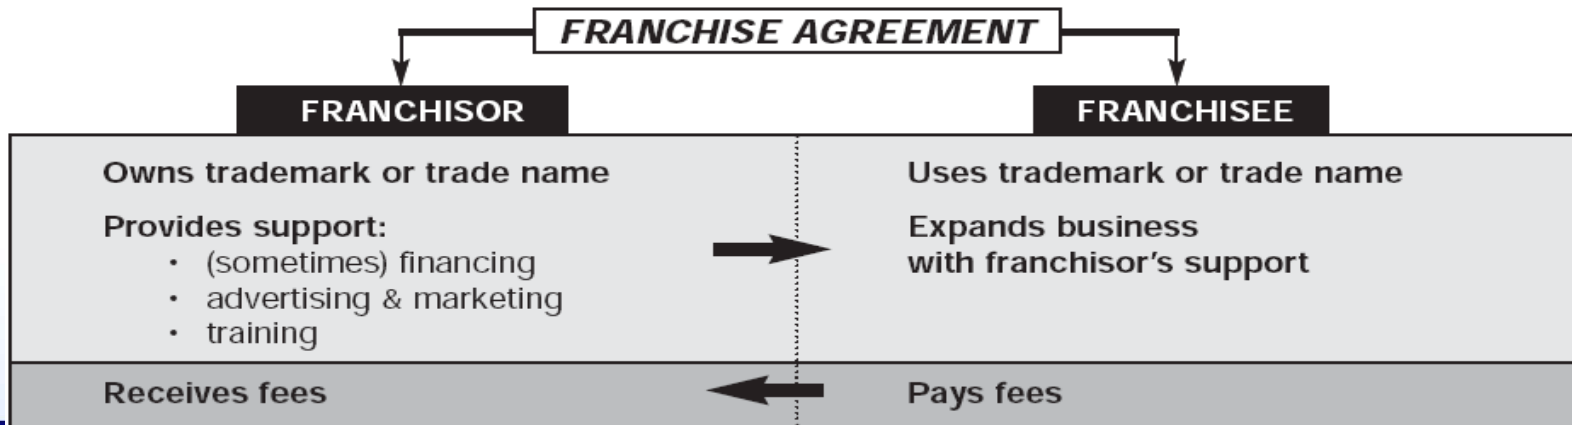 FRANCHISE AGREEMENT
FRANCHISOR
FRANCHISEE
Owns trademark or trade name
Provides support:
• (sometimes) financing
• advertising & marketing
• training
Uses trademark or trade name
Expands business
with franchisor's support
Receives fees
Pays fees